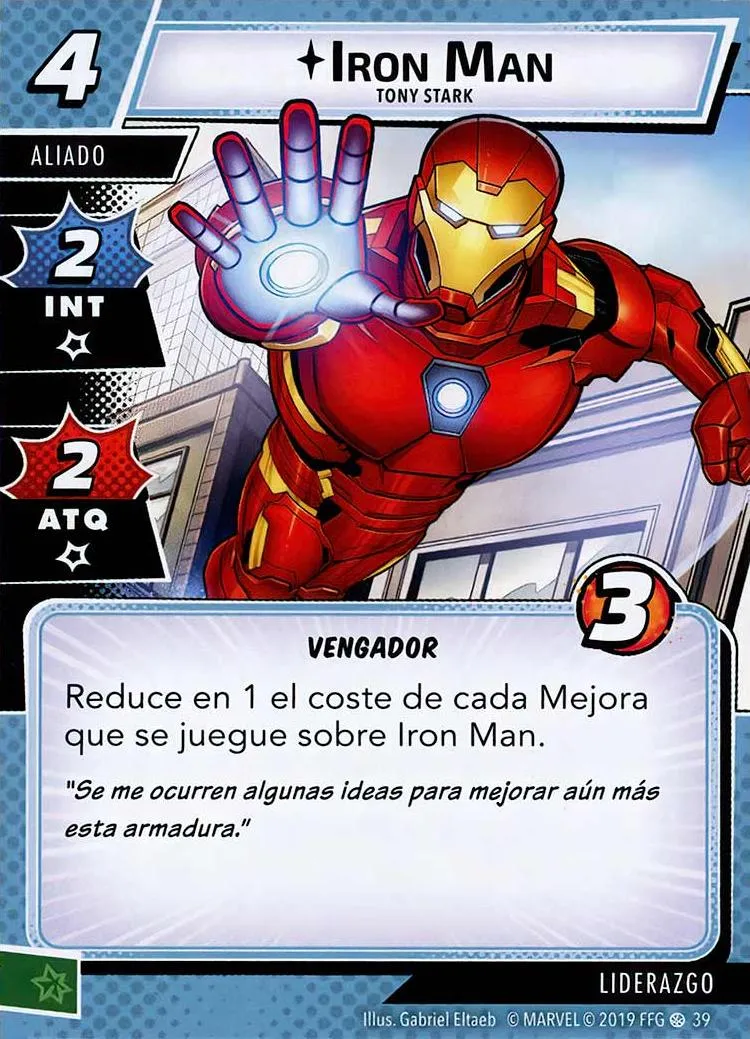 4
IRON MAN
TONY STARK
ALIADO
2
INT
2
ATQ
3
VENGADOR
Reduce en 1 el coste de cada Mejora
que se juegue sobre Iron Man.
"Se me ocurren algunas ideas para mejorar aún más
esta armadura."
LIDERAZGO
Illus. Gabriel Eltaeb © MARVEL © 2019 FFG 39